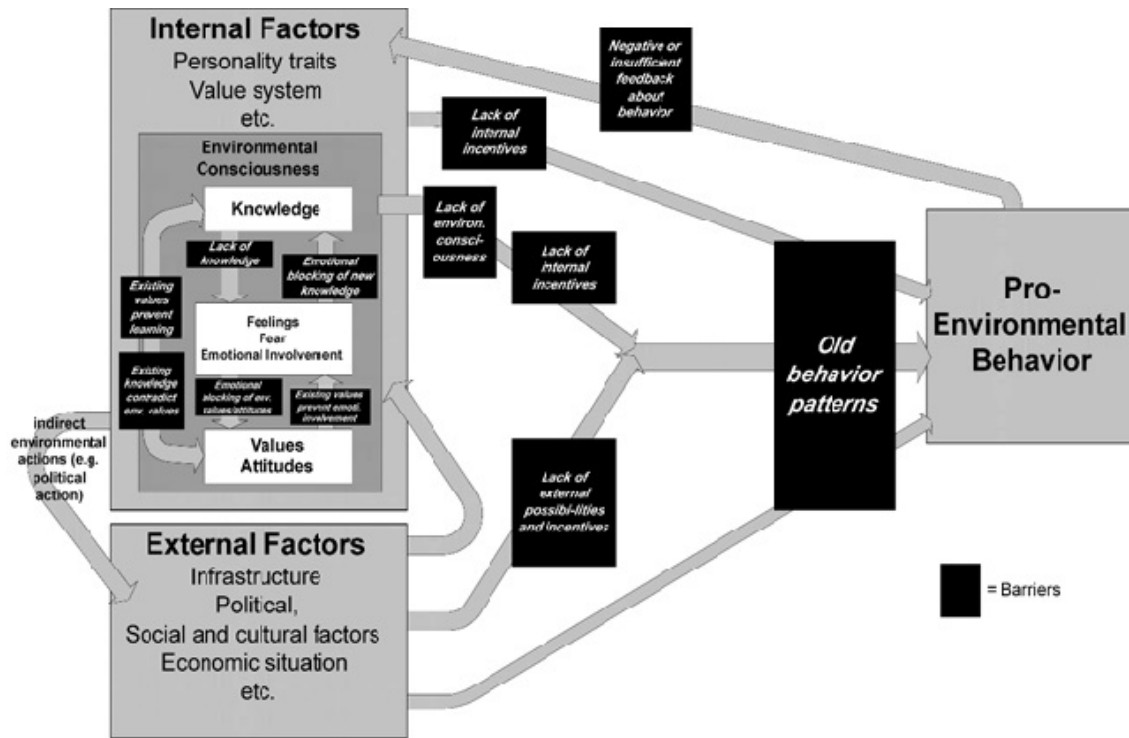 Internal Factors
Personality traits
Value system
etc.
Environmental
Consciousness
Knowledge
Lack of
knowledge
Emotional
blocking of new
knowledge
Existing
values
prevent
learning
Feelings
Fear
Emotional Involvement
Existing
knowledge
contradict
env. values
Emotional
blocking of env.
values/attitudes
Existing values
prevent emot.
involvement
Values
Attitudes
indirect
environmental
actions (e.g.
political
action)
External Factors
Infrastructure
Political,
Social and cultural factors
Economic situation
etc.
Lack of
internal
incentives
Negative or
insufficient
feedback
about
behavior
Lack of
environ.
consci-
ousness
Lack of
internal
incentives
Lack of
external
possibi-lities
and incentives
Old
behavior
patterns
Pro-
Environmental
Behavior
= Barriers